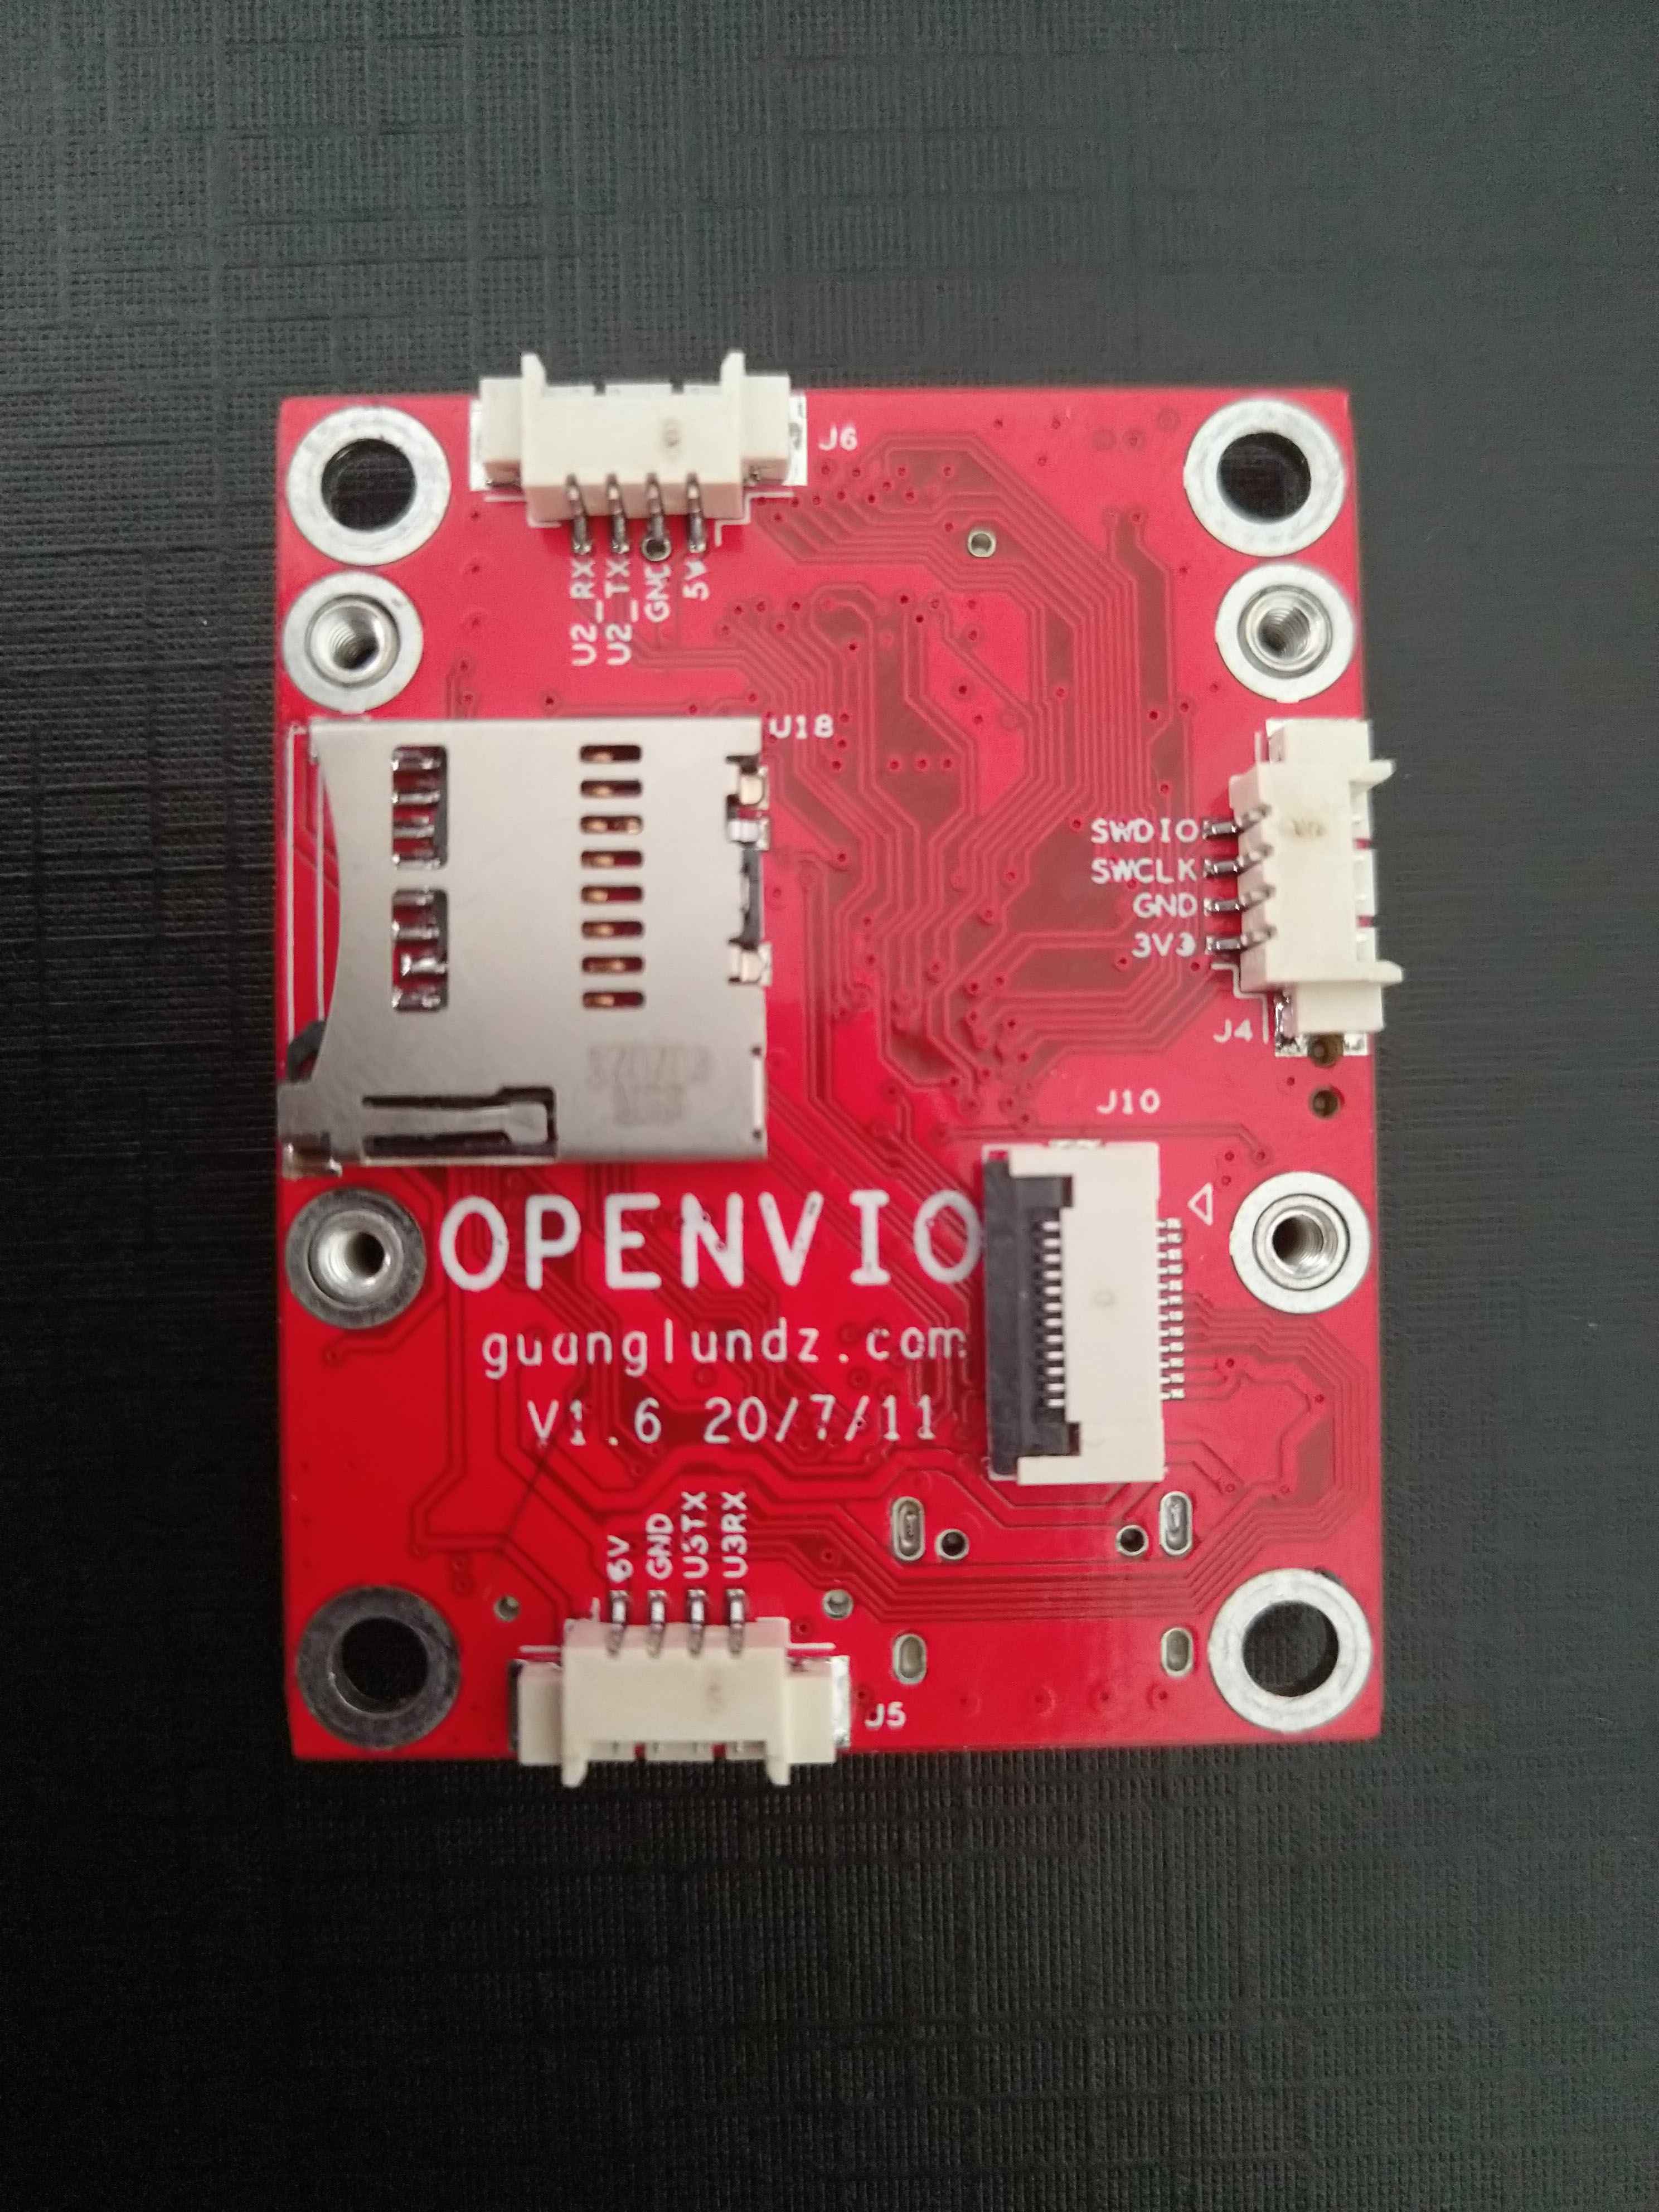 J6
U2_RX
U2_TX
GND
5V
U18
SWDIO
SWCLK
GND
3V3
J4
J10
OPENVIO
guanglundz.com
V1.6 20/7/11
6V
GND
U3TX
U3RX
J5